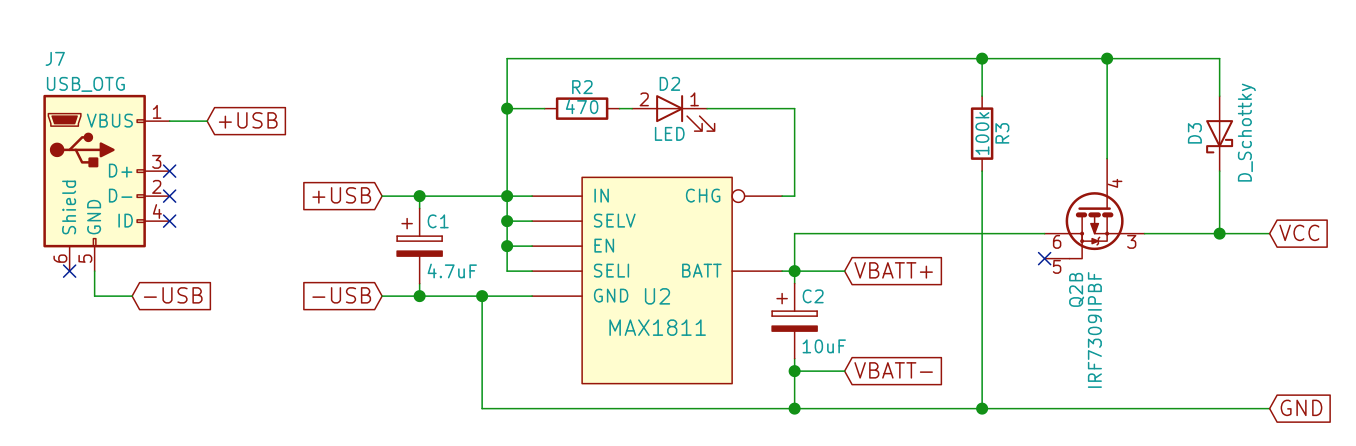 J7
USB_OTG
VBUS 1
+USB
D+ 3
D- 2
ID 4
Shield
GND
6
5
-USB
+USB
+ C1
4.7uF
-USB
R2
470
D2
2
1
LED
IN
SELV
EN
SELI
GND
CHG
BATT
U2
MAX1811
VBATT+
+ C2
10uF
VBATT-
100k
R3
4
6
3
5
Q2B
IRF7309IPBF
D3
D_Schottky
VCC
GND